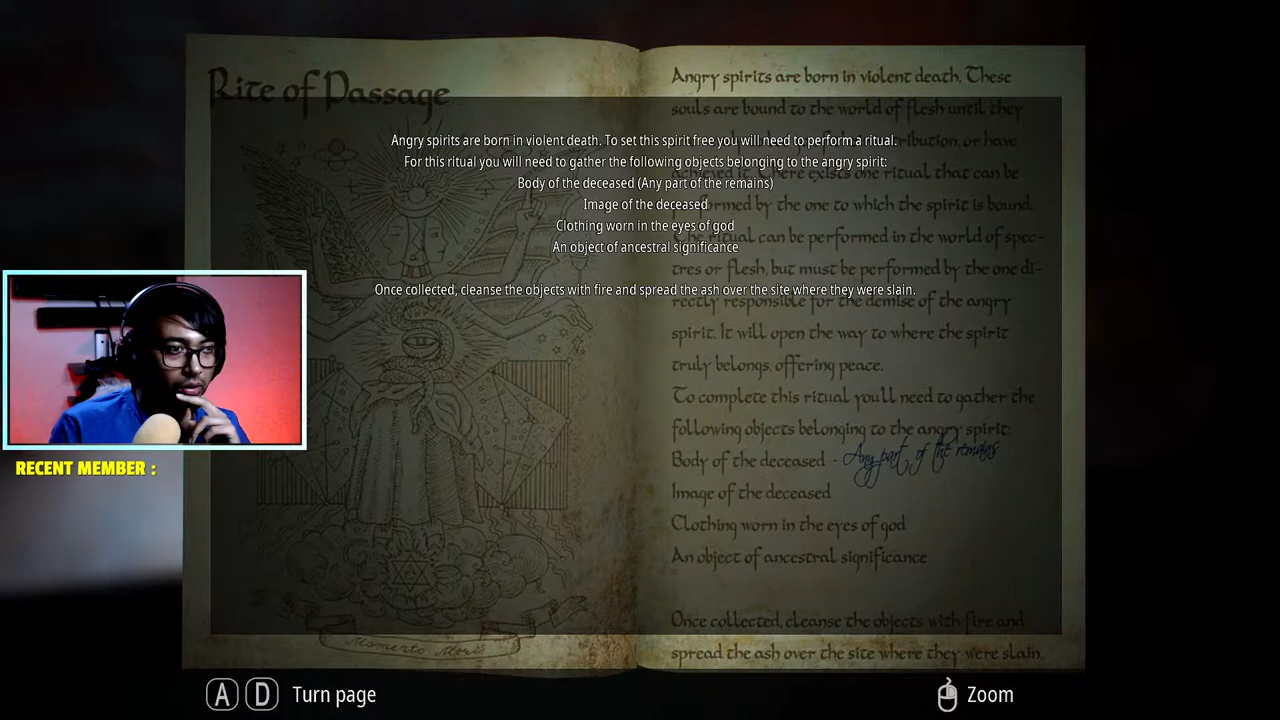 Rite of Passage
Angry spirits are born in violent death. To set this spirit free you will need to perform a ritual.
For this ritual you will need to gather the following objects belonging to the angry spirit:
Body of the deceased (Any part of the remains)
Image of the deceased
Clothing worn in the eyes of god
An object of ancestral significance
Once collected, cleanse the objects with fire and spread the ash over the site where they were slain.
Angry spirits are born in violent death. These
souls are bound to the world of flesh until they
ribution, or have
achieved it. There exists one ritual that can be
formed by the one to which the spirit is bound.
The ritual can be performed in the world of spec-
tres or flesh, but must be performed by the one di-
rectly responsible for the demise of the angry
spirit. It will open the way to where the spirit
truly belongs, offering peace.
To complete this ritual you'll need to gather the
following objects belonging to the angry spirit:
Body of the deceased - Any part of the remains
Image of the deceased
Clothing worn in the eyes of god
An object of ancestral significance
Once collected, cleanse the objects with fire and
spread the ash over the site where they were slain.
Momento Mori
RECENT MEMBER :
A D Turn page
Zoom